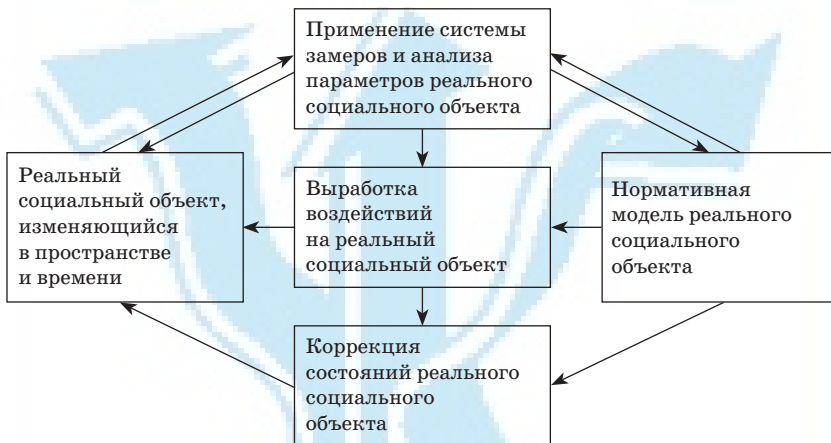 Применение системы
замеров и анализа
параметров реального
социального объекта
Реальный
социальный объект,
изменяющийся
в пространстве
и времени
Выработка
воздействий
на реальный
социальный объект
Нормативная
модель реального
социального
объекта
Коррекция
состояний реального
социального
объекта